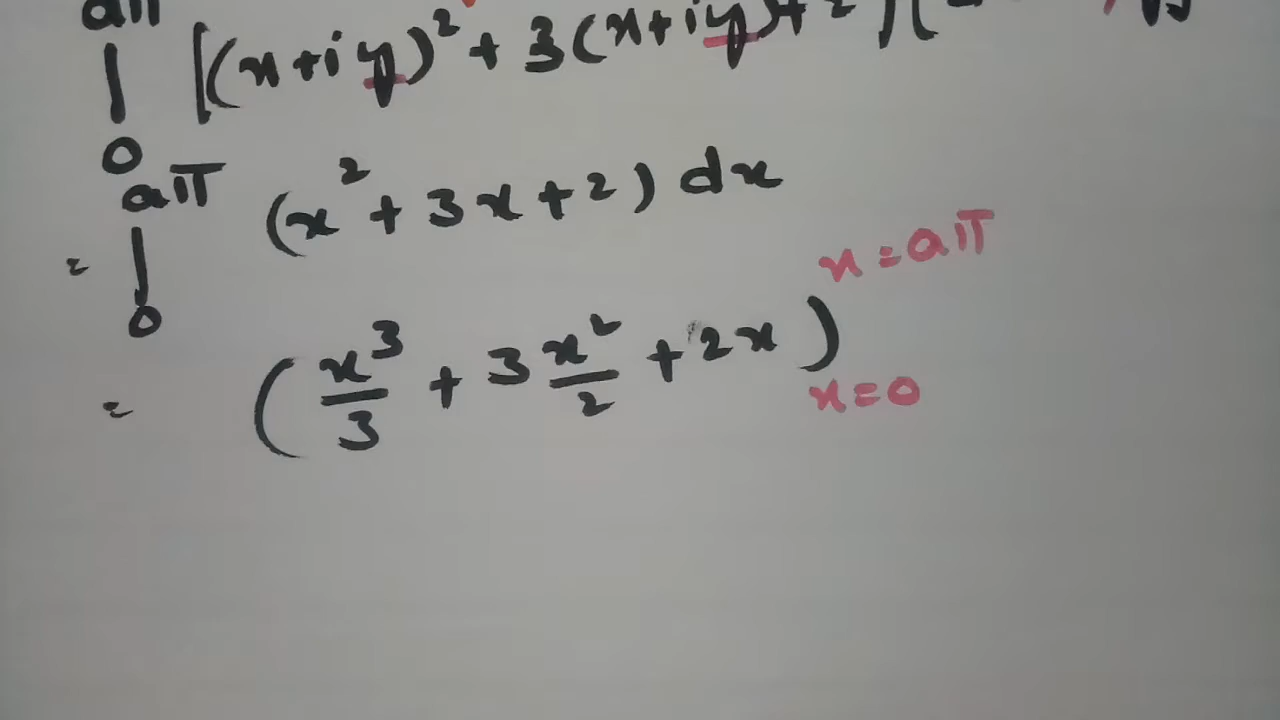 aπ
∫ [(x+iy)² + 3(x+iy)+2](
0
aπ
= ∫ (x² + 3x + 2) dx
0
= (x³/3 + 3 x²/2 + 2x) x=aπ
x=0